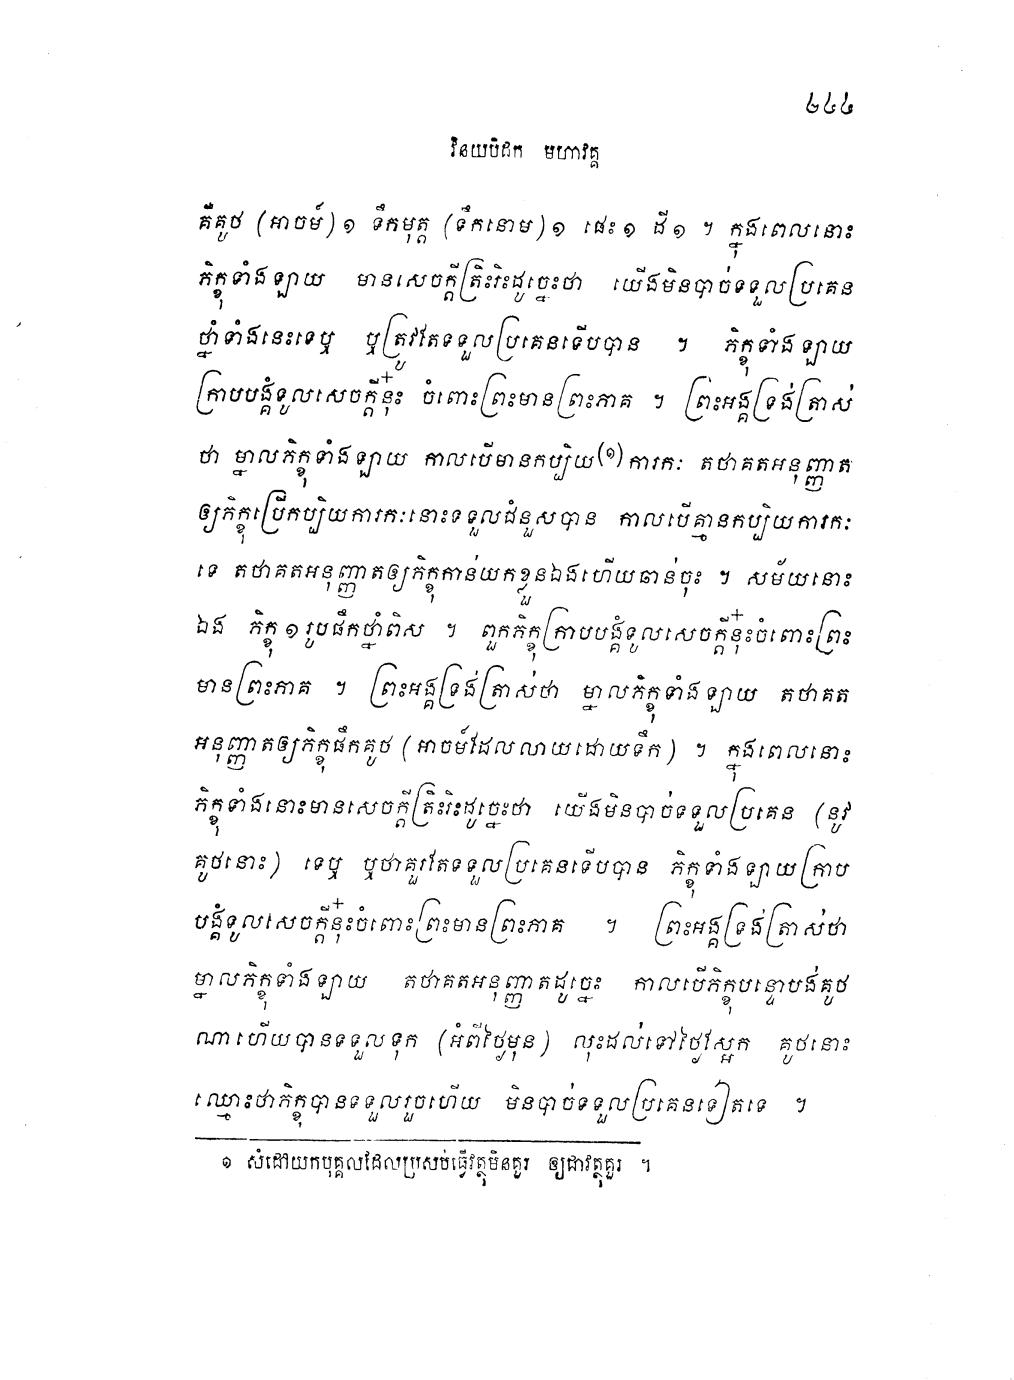 ២៤៤
វិនយបិដក មហាវគ្គ
គឺគូថ (អាចម៍) ១ ទឹកមុត្ត (ទឹកនោម) ១ ផេះ ១ ដី ១ ។ ក្នុងពេលនោះ
ភិក្ខុទាំងឡាយ មានសេចក្តីត្រិះរិះដូច្នេះថា យើងមិនបាច់ទទួលប្រគេន
ថ្នាំទាំងនេះទេឬ ឬត្រូវតែទទួលប្រគេនទើបបាន ។ ភិក្ខុទាំងឡាយ
ក្រាបបង្គំទូលសេចក្តីនុ៎ះ ចំពោះព្រះមានព្រះភាគ ។ ព្រះអង្គទ្រង់ត្រាស់
ថា ម្នាលភិក្ខុទាំងឡាយ កាលបើមានកប្បិយ(១)ការកៈ តថាគតអនុញ្ញាត
ឲ្យភិក្ខុប្រើកប្បិយការកៈនោះទទួលជំនួសបាន កាលបើគ្មានកប្បិយការកៈ
ទេ តថាគតអនុញ្ញាតឲ្យភិក្ខុកាន់យកខ្លួនឯងហើយឆាន់ចុះ ។ សម័យនោះ
ឯង ភិក្ខុ ១ រូបផឹកថ្នាំពិស ។ ពួកភិក្ខុក្រាបបង្គំទូលសេចក្តីនុ៎ះចំពោះព្រះ
មានព្រះភាគ ។ ព្រះអង្គទ្រង់ត្រាស់ថា ម្នាលភិក្ខុទាំងឡាយ តថាគត
អនុញ្ញាតឲ្យភិក្ខុផឹកគូថ (អាចម៍ដែលលាយដោយទឹក) ។ ក្នុងពេលនោះ
ភិក្ខុទាំងនោះមានសេចក្តីត្រិះរិះដូច្នេះថា យើងមិនបាច់ទទួលប្រគេន (នូវ
គូថនោះ) ទេឬ ឬថាគួរតែទទួលប្រគេនទើបបាន ភិក្ខុទាំងឡាយក្រាប
បង្គំទូលសេចក្តីនុ៎ះចំពោះព្រះមានព្រះភាគ ។ ព្រះអង្គទ្រង់ត្រាស់ថា
ម្នាលភិក្ខុទាំងឡាយ តថាគតអនុញ្ញាតដូច្នេះ កាលបើភិក្ខុបន្ទោបង់គូថ
ណាហើយបានទទួលទុក (អំពីថ្ងៃមុន) លុះដល់ទៅថ្ងៃស្អែក គូថនោះ
ឈ្មោះថាភិក្ខុបានទទួលរួចហើយ មិនបាច់ទទួលប្រគេនទៀតទេ ។
១ សំដៅយកបុគ្គលដែលប្រសប់ធ្វើវត្ថុមិនគួរ ឲ្យជាវត្ថុគួរ ។